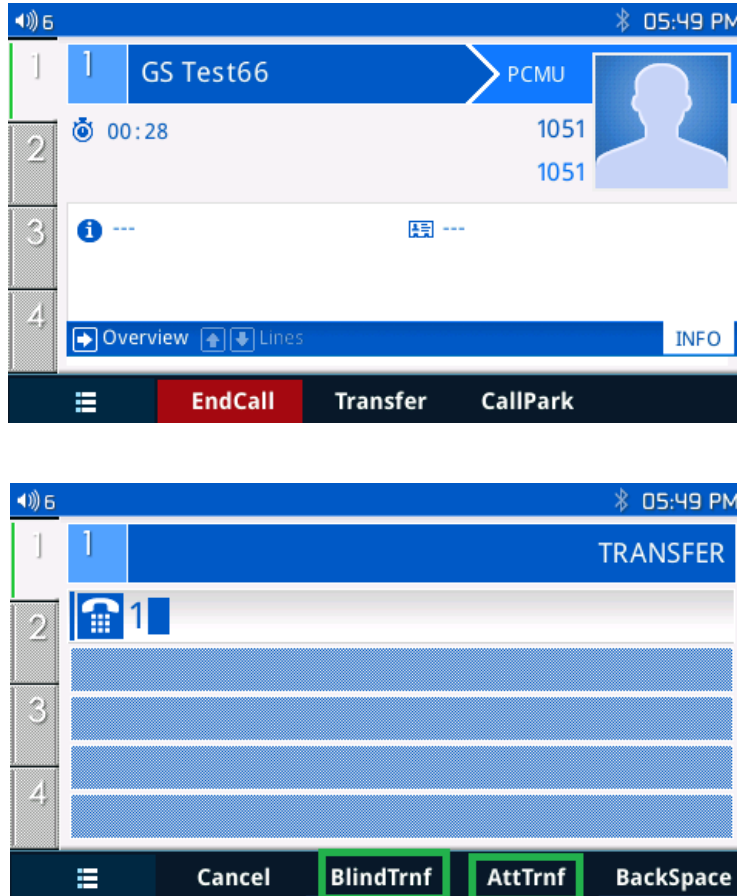 6 05:49 PM
1 1 GS Test66 PCMU
00:28 1051
2 1051
3 --- ---
4
Overview Lines INFO
EndCall Transfer CallPark
6 05:49 PM
1 1 TRANSFER
2 1
3
4
Cancel BlindTrnf AttTrnf BackSpace